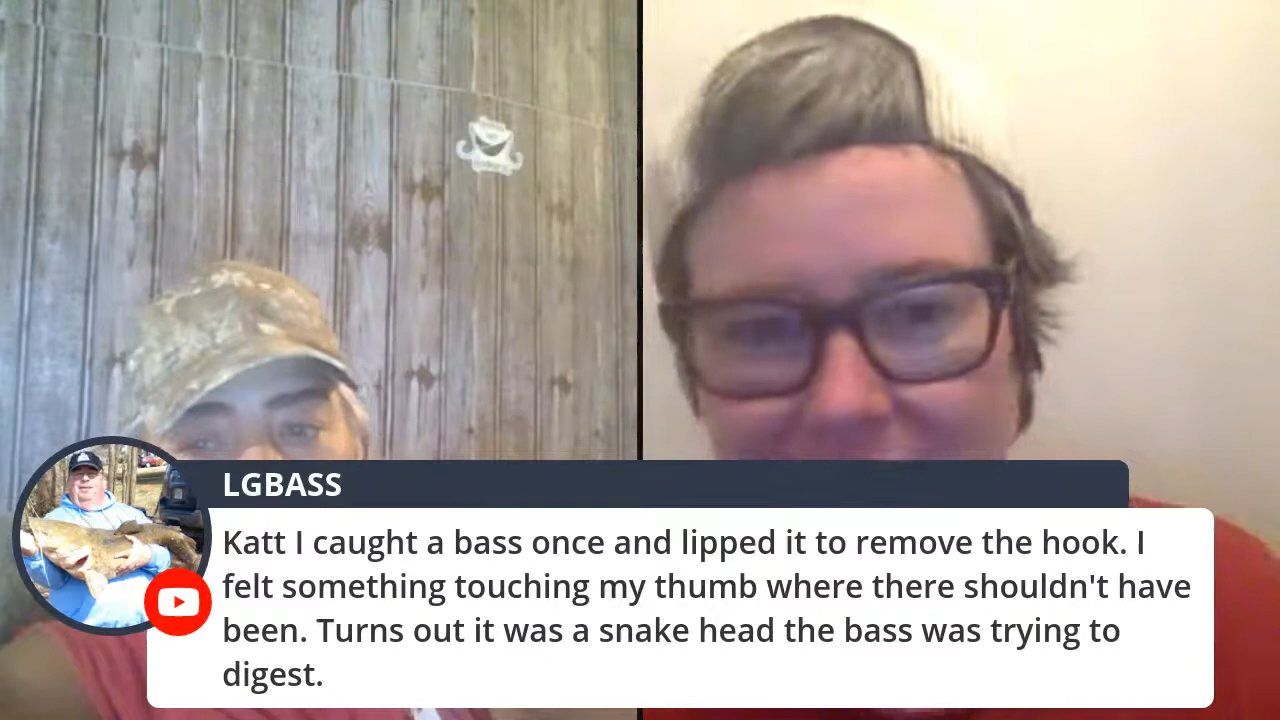 LGBASS
Katt I caught a bass once and lipped it to remove the hook. I
felt something touching my thumb where there shouldn't have
been. Turns out it was a snake head the bass was trying to
digest.